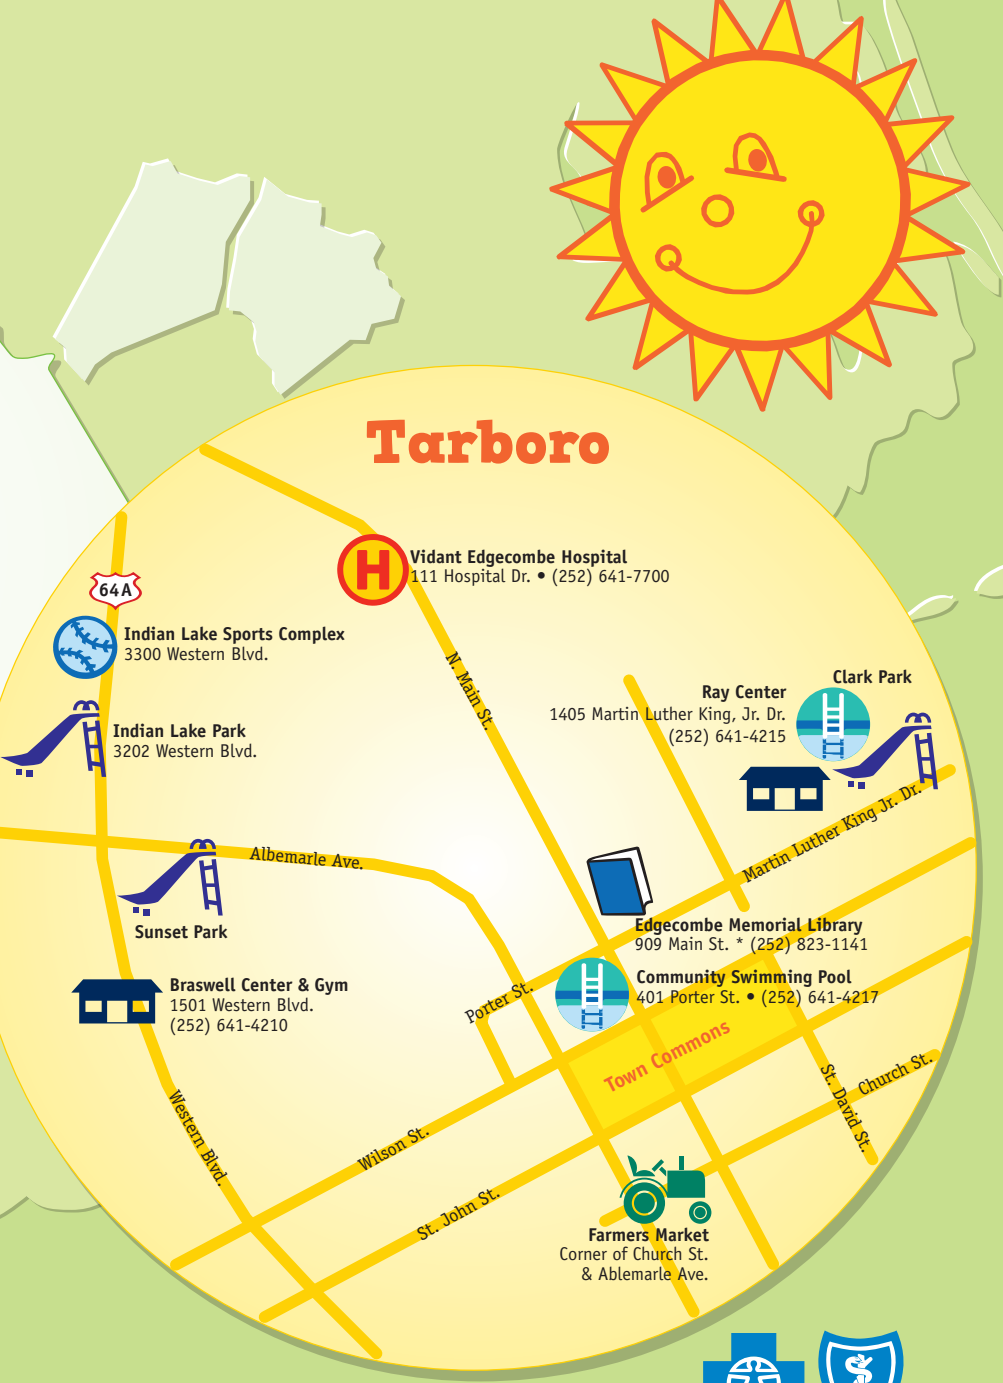 Tarboro
H
Vidant Edgecombe Hospital
111 Hospital Dr. • (252) 641-7700
64A
Indian Lake Sports Complex
3300 Western Blvd.
N. Main St.
Clark Park
Ray Center
1405 Martin Luther King, Jr. Dr.
(252) 641-4215
Indian Lake Park
3202 Western Blvd.
Martin Luther King Jr. Dr.
Albemarle Ave.
Sunset Park
Edgecombe Memorial Library
909 Main St. * (252) 823-1141
Braswell Center & Gym
1501 Western Blvd.
(252) 641-4210
Community Swimming Pool
401 Porter St. • (252) 641-4217
Porter St.
Town Commons
St. David St.
Church St.
Western Blvd.
Wilson St.
St. John St.
Farmers Market
Corner of Church St.
& Ablemarle Ave.